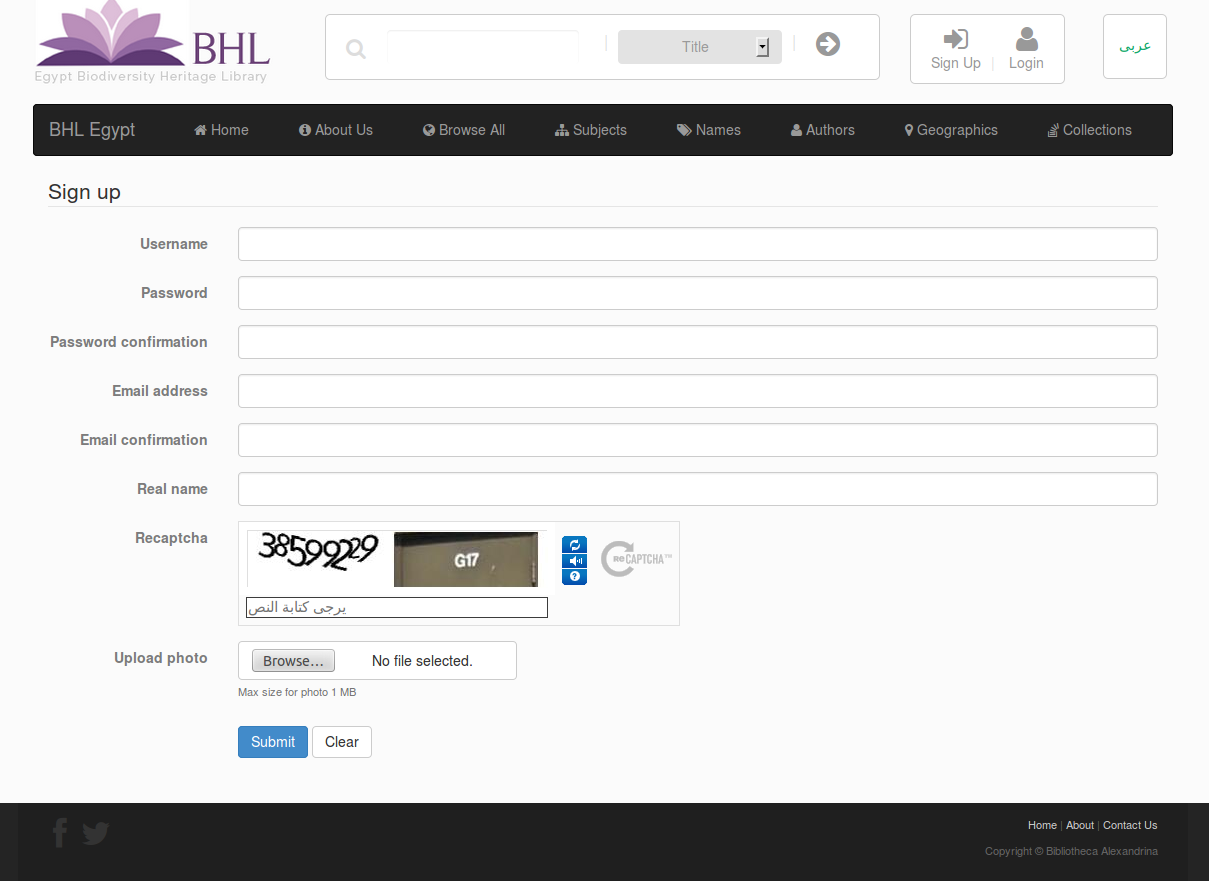 BHL
Egypt Biodiversity Heritage Library
Title
Sign Up | Login
عربى
BHL Egypt
Home
About Us
Browse All
Subjects
Names
Authors
Geographics
Collections
Sign up
Username
Password
Password confirmation
Email address
Email confirmation
Real name
Recaptcha
38599229
G17
reCAPTCHA™
يرجى كتابة النص
Upload photo
Browse... No file selected.
Max size for photo 1 MB
Submit Clear
Home | About | Contact Us
Copyright © Bibliotheca Alexandrina